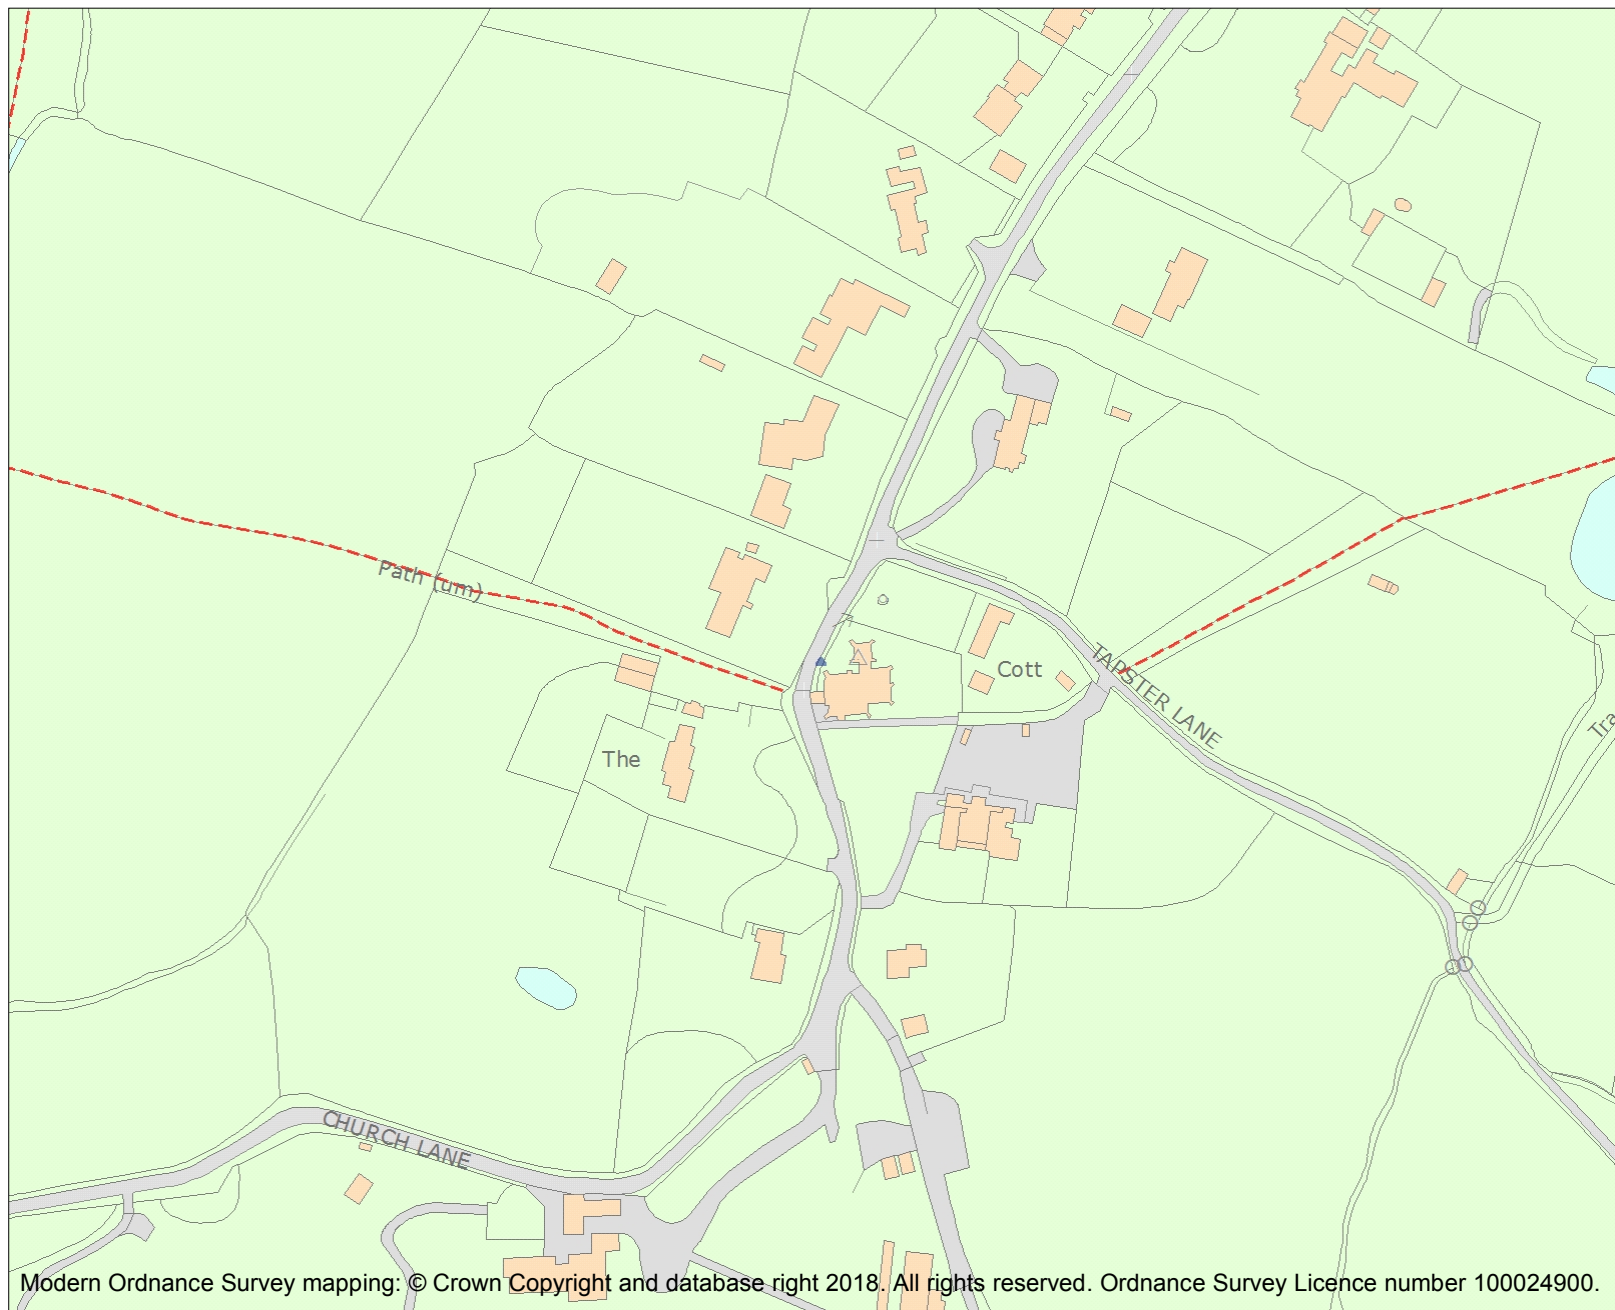 Path (um)
Cott
TAPSTER LANE
The
Tra
CHURCH LANE
Modern Ordnance Survey mapping: © Crown Copyright and database right 2018. All rights reserved. Ordnance Survey Licence number 100024900.